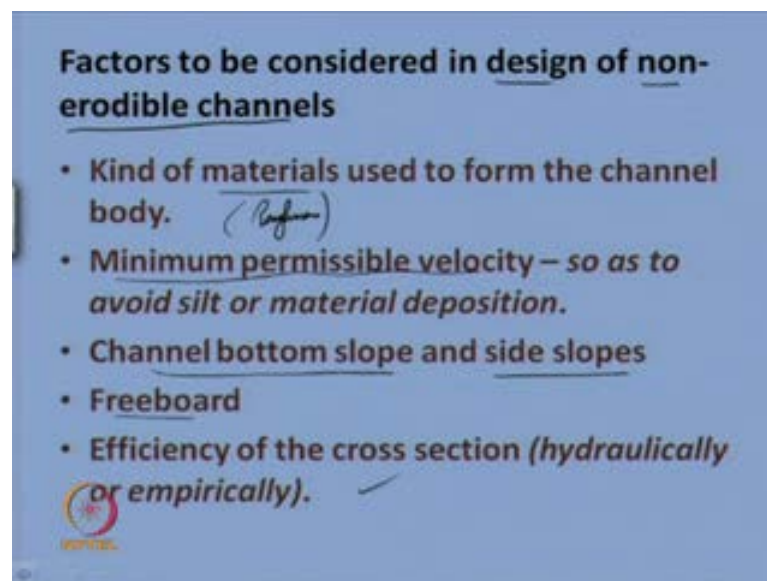 Factors to be considered in design of non-
erodible channels
• Kind of materials used to form the channel
body.
• Minimum permissible velocity – so as to
avoid silt or material deposition.
• Channel bottom slope and side slopes
• Freeboard
• Efficiency of the cross section (hydraulically
or empirically).